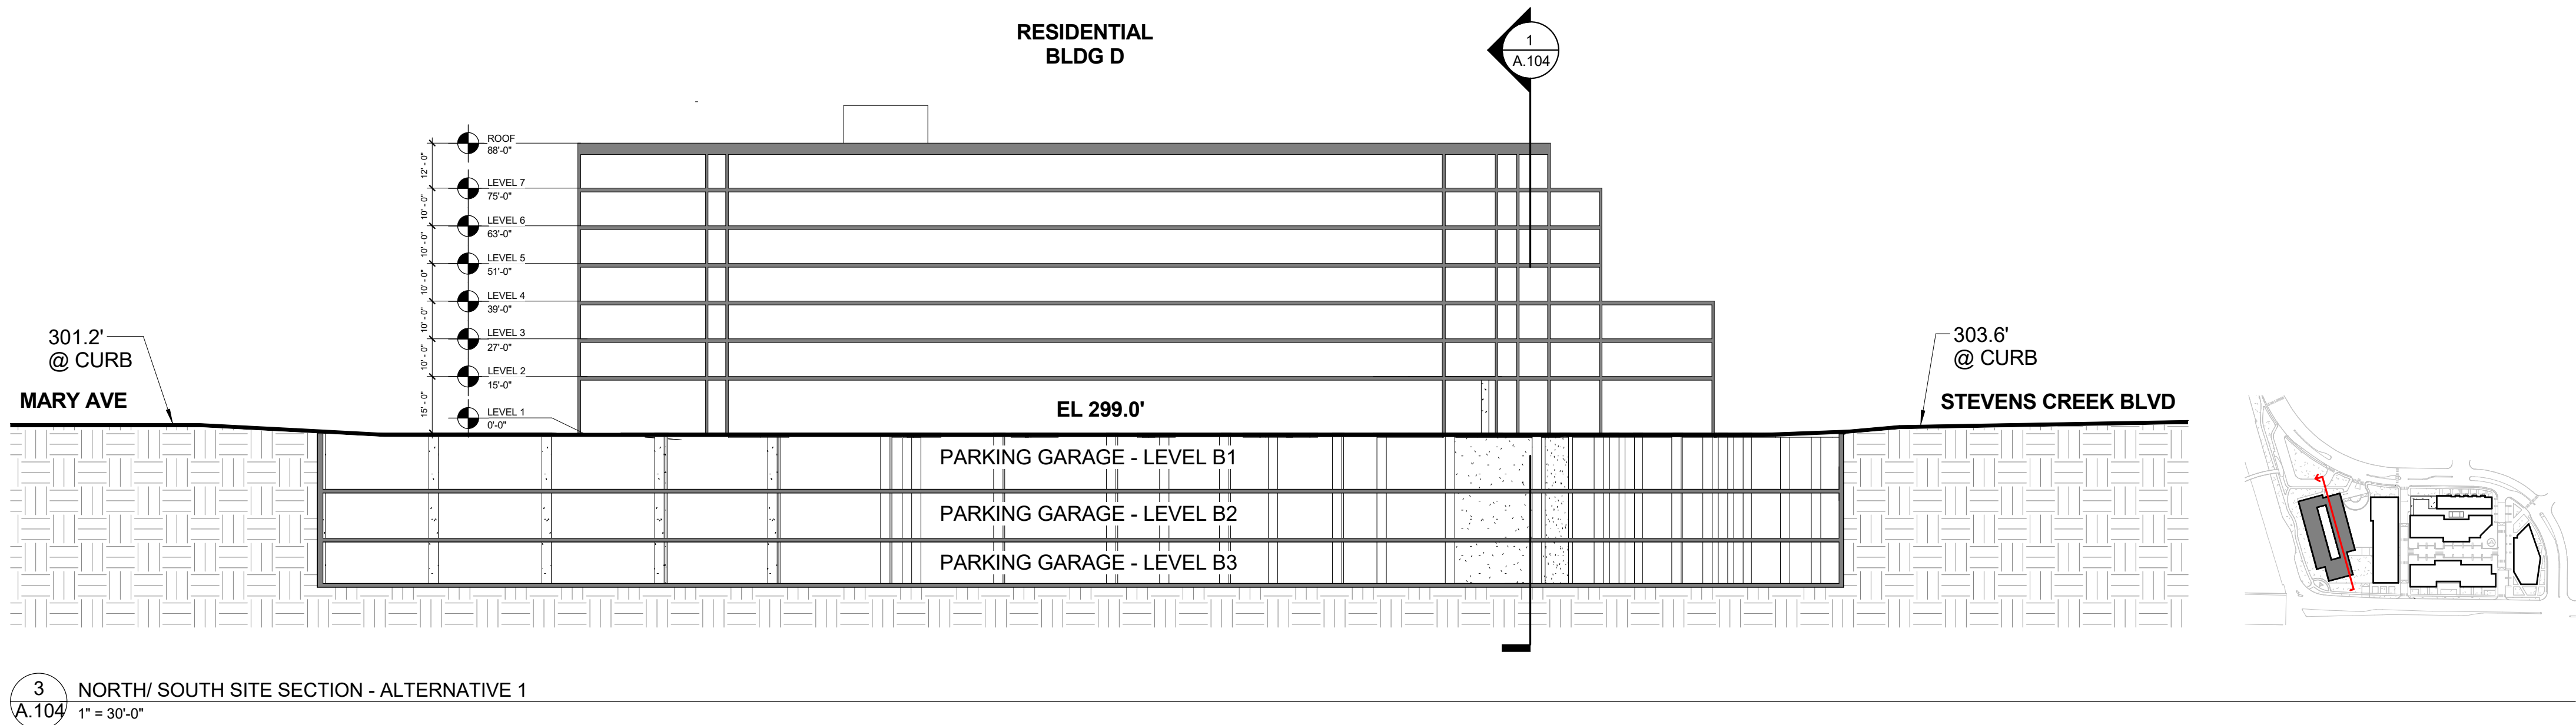 RESIDENTIAL
BLDG D
1
A.104
ROOF
88'-0"
12' - 0"
LEVEL 7
75'-0"
10' - 0"
LEVEL 6
63'-0"
10' - 0"
LEVEL 5
51'-0"
10' - 0"
LEVEL 4
39'-0"
10' - 0"
LEVEL 3
27'-0"
10' - 0"
LEVEL 2
15'-0"
15' - 0"
LEVEL 1
0'-0"
301.2'
@ CURB
MARY AVE
EL 299.0'
303.6'
@ CURB
STEVENS CREEK BLVD
PARKING GARAGE - LEVEL B1
PARKING GARAGE - LEVEL B2
PARKING GARAGE - LEVEL B3
3
A.104
NORTH/ SOUTH SITE SECTION - ALTERNATIVE 1
1" = 30'-0"